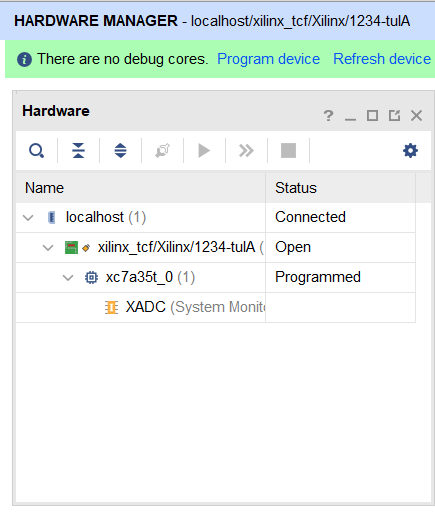 HARDWARE MANAGER - localhost/xilinx_tcf/Xilinx/1234-tulA
There are no debug cores. Program device Refresh device
Hardware
Name Status
localhost (1) Connected
xilinx_tcf/Xilinx/1234-tulA ( Open
xc7a35t_0 (1) Programmed
XADC (System Monito